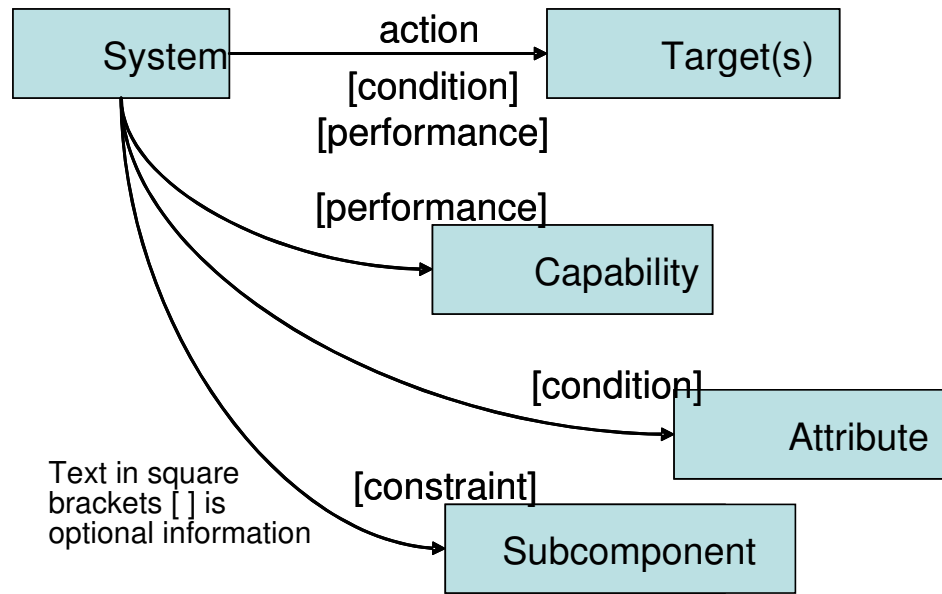 System
action
Target(s)
[condition]
[performance]
[performance]
Capability
[condition]
Attribute
Text in square
brackets [ ] is
optional information
[constraint]
Subcomponent